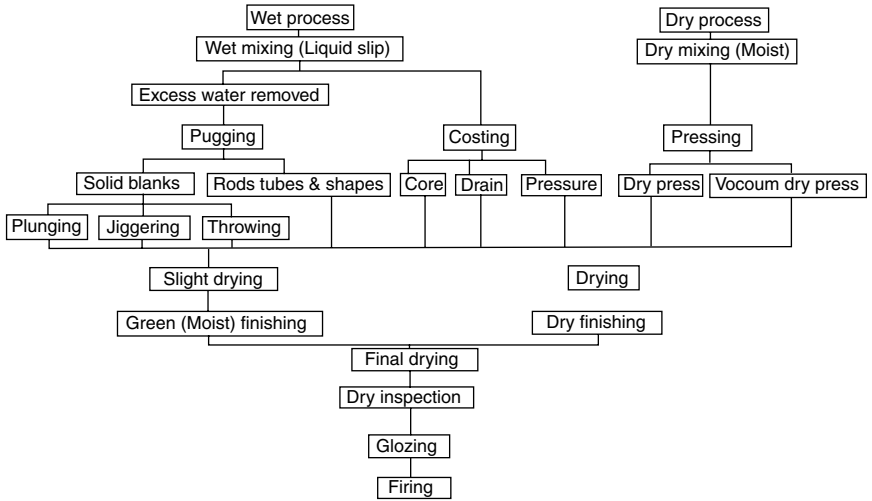 Wet process
Dry process
Wet mixing (Liquid slip)
Dry mixing (Moist)
Excess water removed
Pugging
Costing
Pressing
Solid blanks
Rods tubes & shapes
Core
Drain
Pressure
Dry press
Vocoum dry press
Plunging
Jiggering
Throwing
Slight drying
Drying
Green (Moist) finishing
Dry finishing
Final drying
Dry inspection
Glozing
Firing